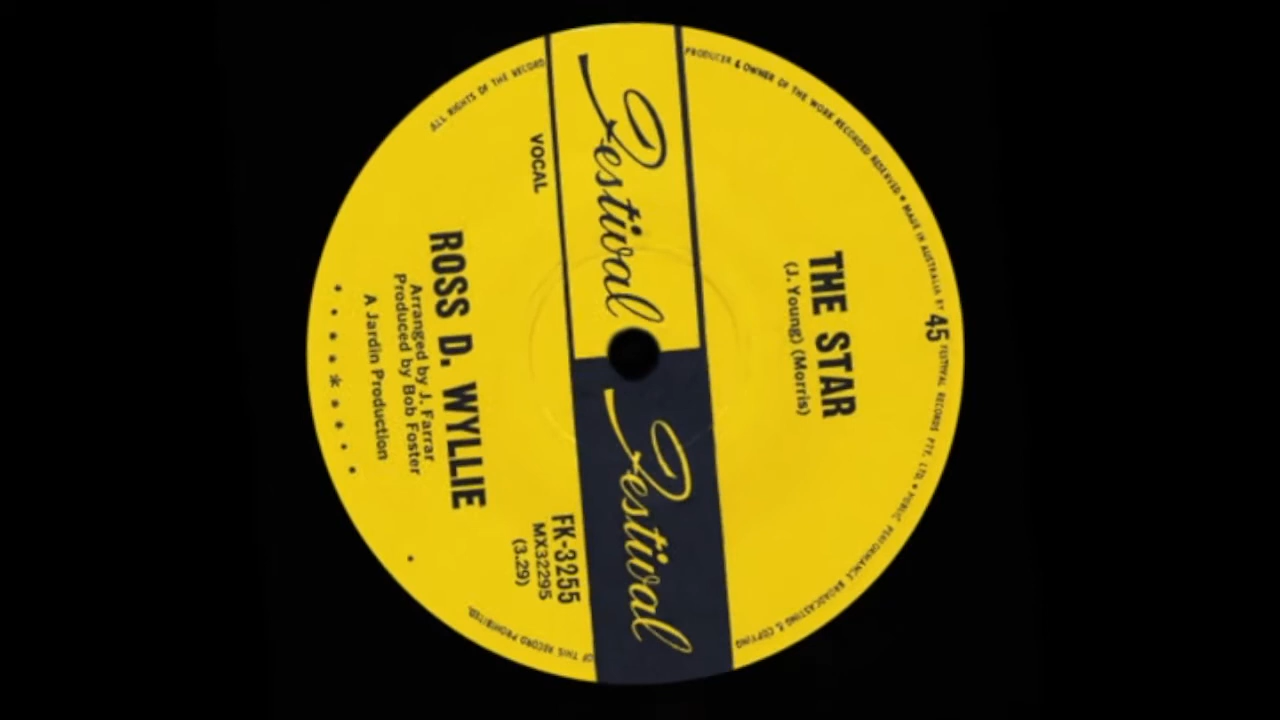 ALL RIGHTS OF THE RECORD PRODUCER & OWNER OF THE WORK RECORDED RESERVED • MADE IN AUSTRALIA BY FESTIVAL RECORDS PTY. LTD. • PUBLIC PERFORMANCE BROADCASTING & COPYING OF THIS RECORD PROHIBITED.
45
THE STAR
(J. Young) (Morris)
Festival Festival
VOCAL
FK-3255
MX32295
(3.29)
ROSS D. WYLLIE
Arranged by J. Farrar
Produced by Bob Foster
A Jardin Production